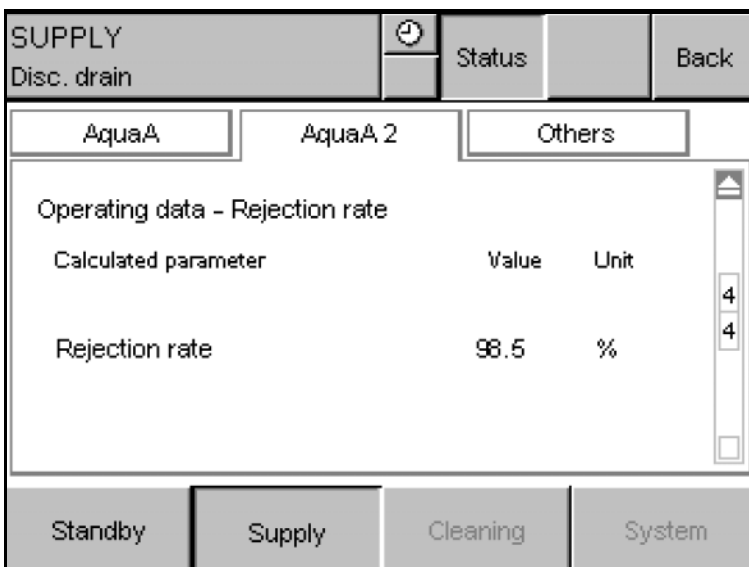 SUPPLY
Disc. drain
Status
Back
AquaA
AquaA 2
Others
Operating data - Rejection rate
Calculated parameter Value Unit
4
4
Rejection rate 98.5 %
Standby
Supply
Cleaning
System